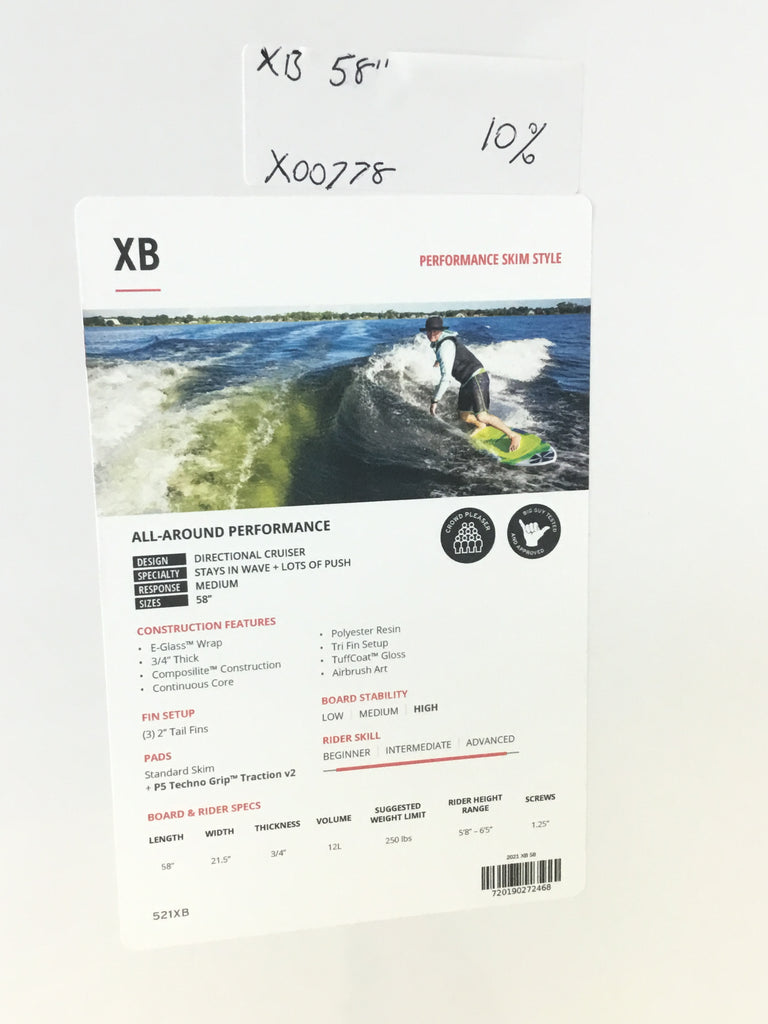 XB 58"
10%
X00778
XB
PERFORMANCE SKIM STYLE
ALL-AROUND PERFORMANCE
CROWD PLEASER
BIG GUY TESTED
AND APPROVED
DESIGN DIRECTIONAL CRUISER
SPECIALTY STAYS IN WAVE + LOTS OF PUSH
RESPONSE MEDIUM
SIZES 58"
CONSTRUCTION FEATURES
• E-Glass™ Wrap
• 3/4" Thick
• Composilite™ Construction
• Continuous Core
• Polyester Resin
• Tri Fin Setup
• TuffCoat™ Gloss
• Airbrush Art
FIN SETUP
(3) 2" Tail Fins
BOARD STABILITY
LOW | MEDIUM | HIGH
PADS
Standard Skim
+ P5 Techno Grip™ Traction v2
RIDER SKILL
BEGINNER | INTERMEDIATE | ADVANCED
BOARD & RIDER SPECS
LENGTH WIDTH THICKNESS VOLUME SUGGESTED WEIGHT LIMIT RIDER HEIGHT RANGE SCREWS
58" 21.5" 3/4" 12L 250 lbs 5'8" – 6'5" 1.25"
2021 XB 58
720190272468
521XB